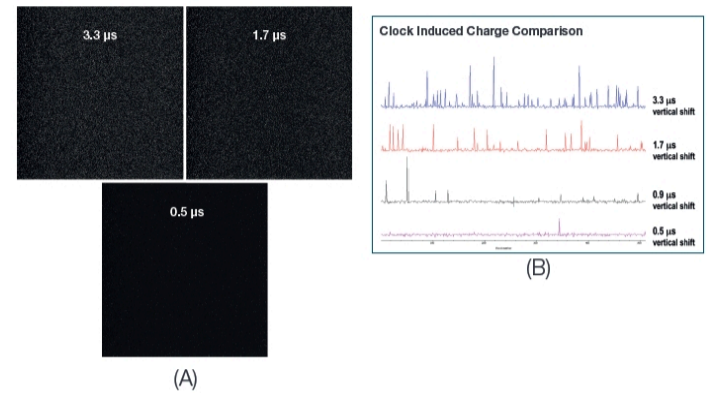 3.3 µs
1.7 µs
0.5 µs
(A)
Clock Induced Charge Comparison
3.3 µs
vertical shift
1.7 µs
vertical shift
0.9 µs
vertical shift
0.5 µs
vertical shift
(B)